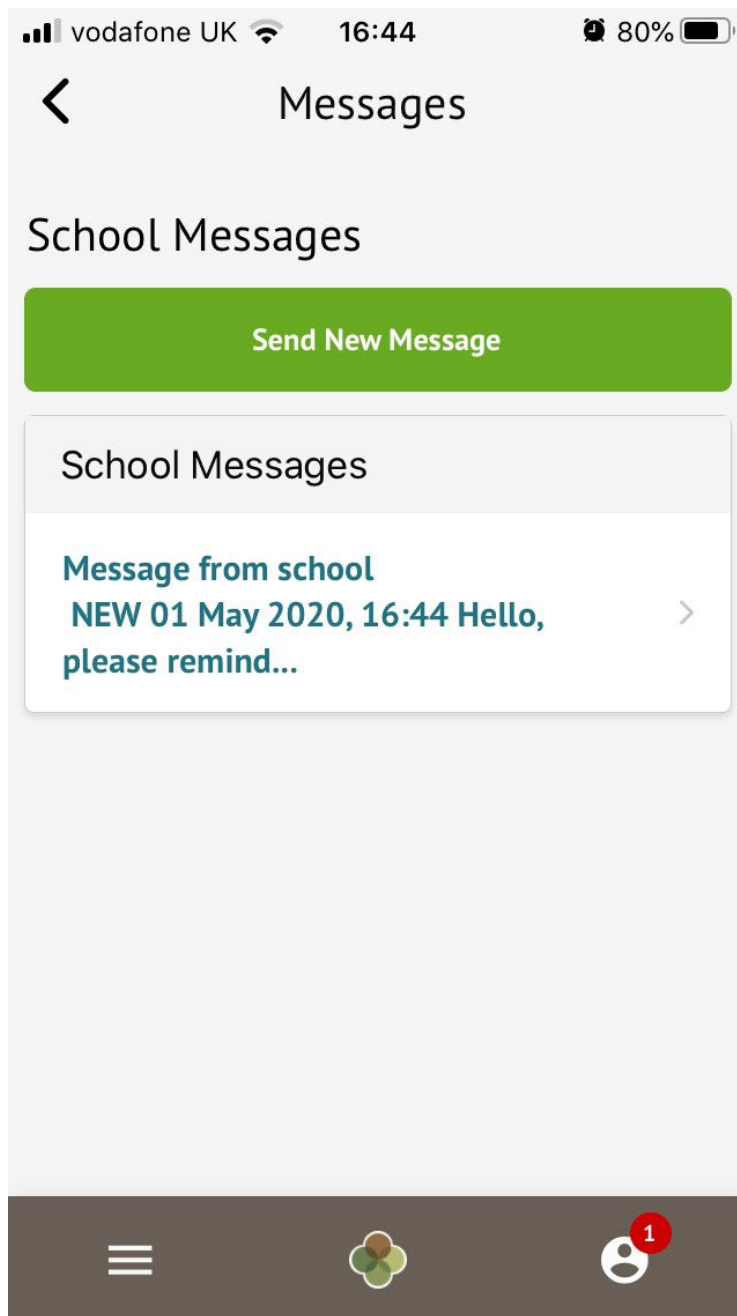 vodafone UK 16:44 80%
Messages
School Messages
Send New Message
School Messages
Message from school
NEW 01 May 2020, 16:44 Hello,
please remind...
1